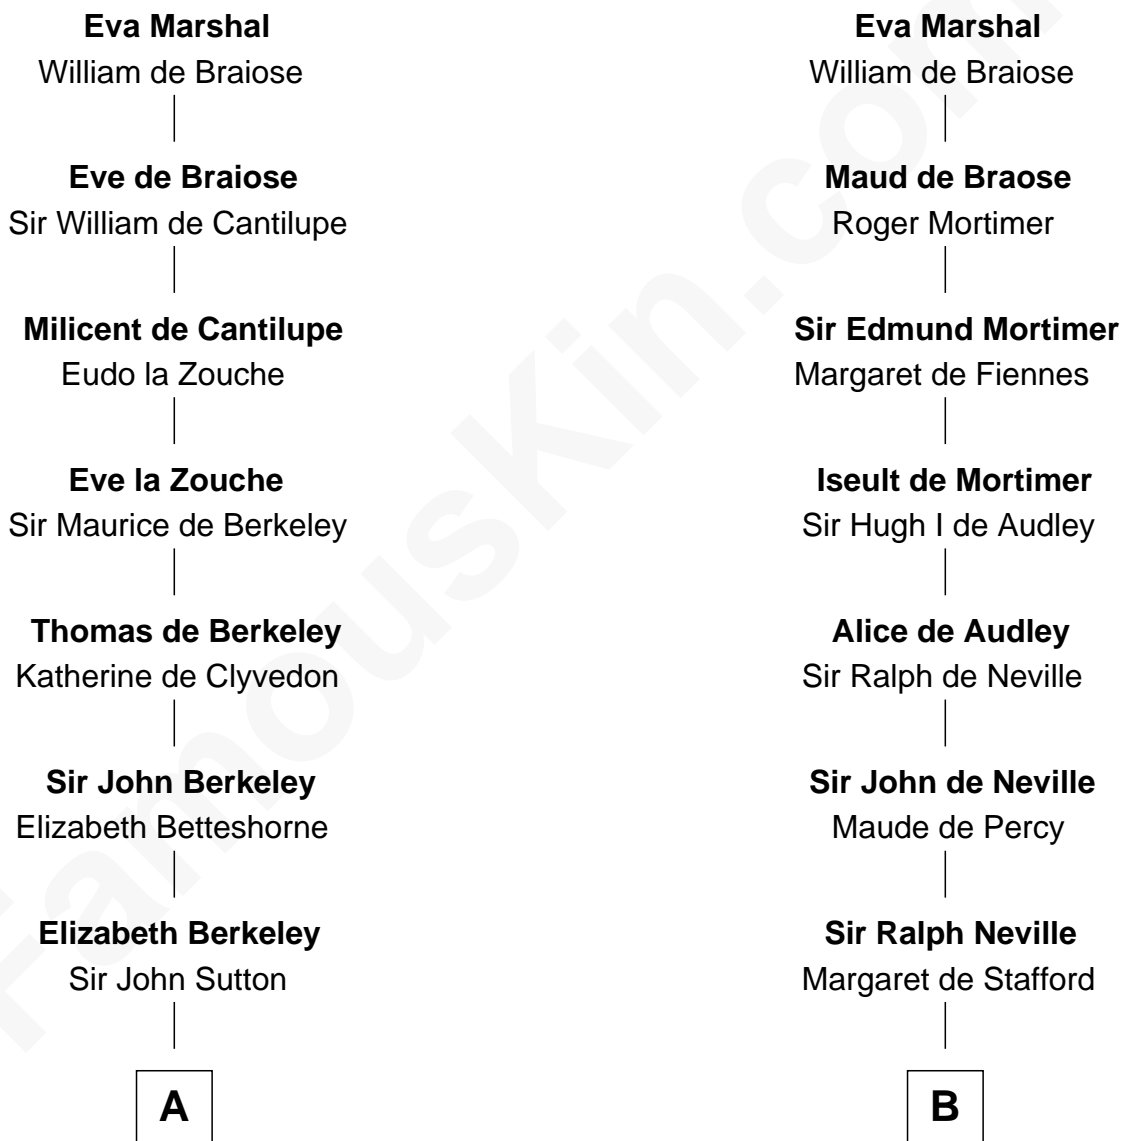 Eva Marshal
William de Braiose
Eve de Braiose
Sir William de Cantilupe
Milicent de Cantilupe
Eudo la Zouche
Eve la Zouche
Sir Maurice de Berkeley
Thomas de Berkeley
Katherine de Clyvedon
Sir John Berkeley
Elizabeth Betteshorne
Elizabeth Berkeley
Sir John Sutton
A
Eva Marshal
William de Braiose
Maud de Braose
Roger Mortimer
Sir Edmund Mortimer
Margaret de Fiennes
Iseult de Mortimer
Sir Hugh I de Audley
Alice de Audley
Sir Ralph de Neville
Sir John de Neville
Maude de Percy
Sir Ralph Neville
Margaret de Stafford
B
FamousKin.com